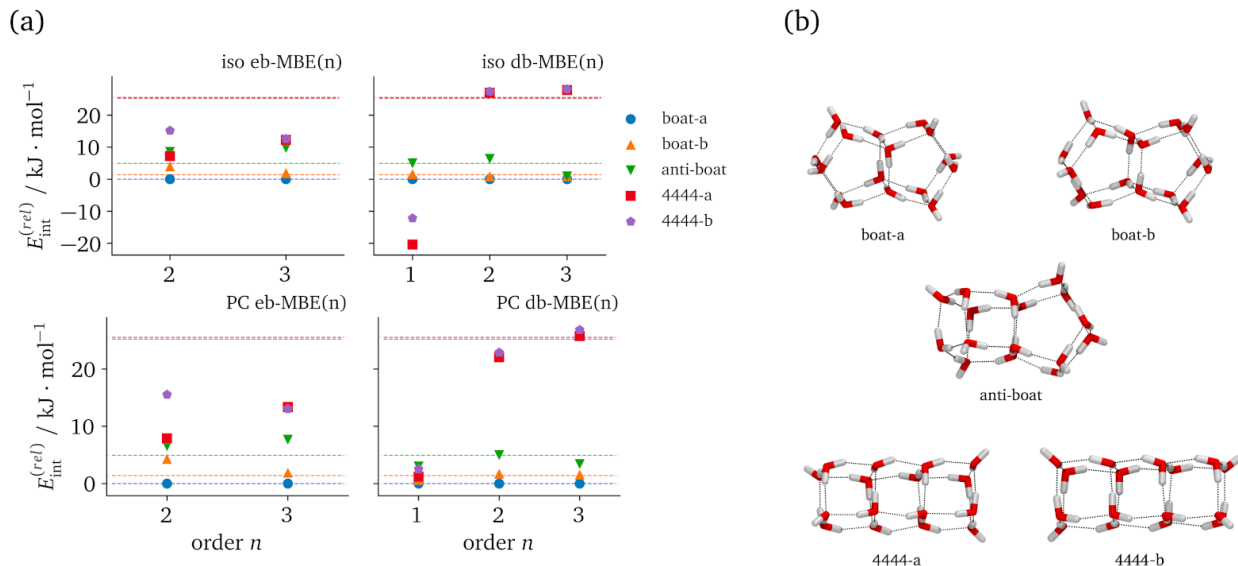 (a)
(b)
iso eb-MBE(n)
iso db-MBE(n)
E_int^(rel) / kJ · mol⁻¹
20
10
0
−10
−20
2
3
1
2
3
boat-a
boat-b
anti-boat
4444-a
4444-b
PC eb-MBE(n)
PC db-MBE(n)
E_int^(rel) / kJ · mol⁻¹
20
10
0
2
3
1
2
3
order n
order n
boat-a
boat-b
anti-boat
4444-a
4444-b